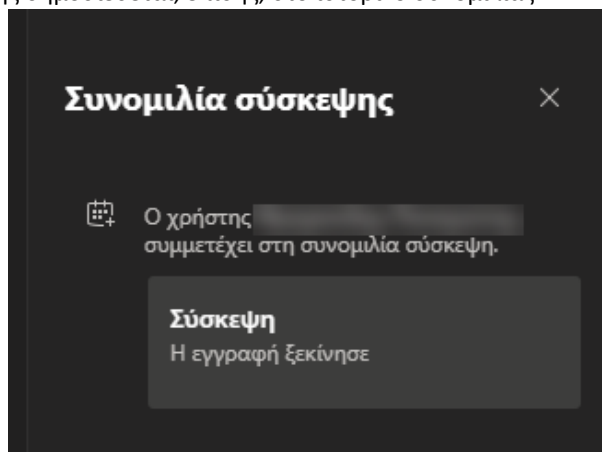 Συνομιλία σύσκεψης
Ο χρήστης
συμμετέχει στη συνομιλία σύσκεψη.
Σύσκεψη
Η εγγραφή ξεκίνησε